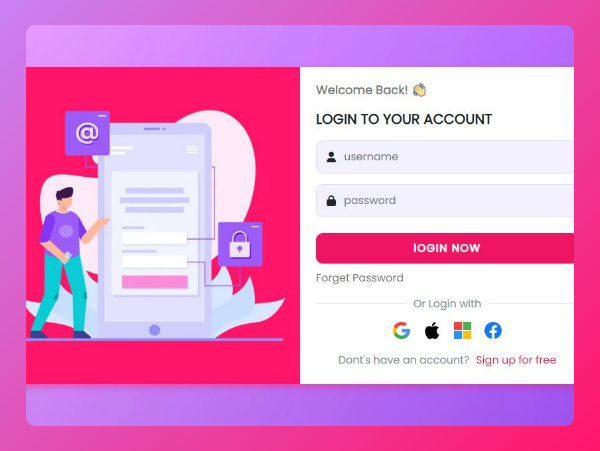 @
Welcome Back! 👋
LOGIN TO YOUR ACCOUNT
username
password
lOGIN NOW
Forget Password
Or Login with
Dont's have an account? Sign up for free